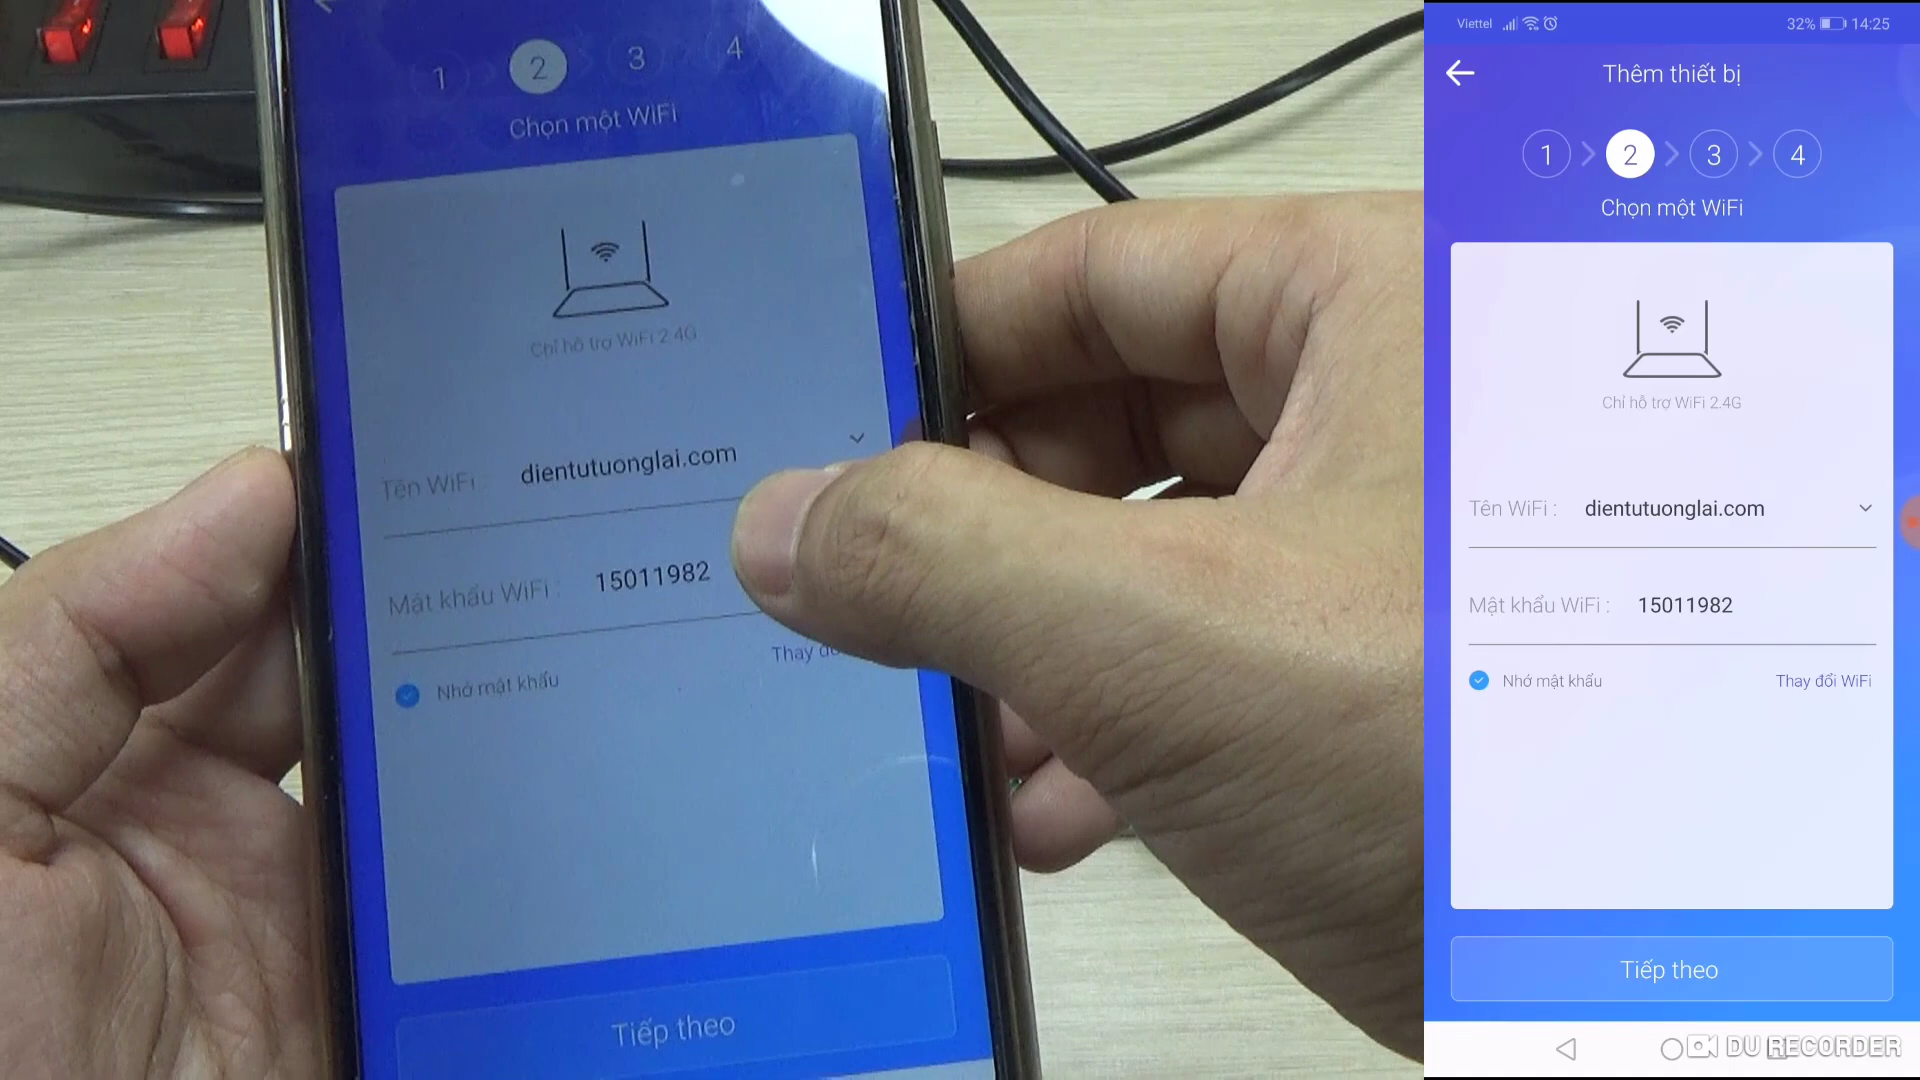 1 2 3 4
Chọn một WiFi
Chỉ hỗ trợ WiFi 2.4G
Tên WiFi : dientutuonglai.com
Mật khẩu WiFi : 15011982
Thay đổ
Nhớ mật khẩu
Tiếp theo
Viettel 32% 14:25
Thêm thiết bị
1 2 3 4
Chọn một WiFi
Chỉ hỗ trợ WiFi 2.4G
Tên WiFi : dientutuonglai.com
Mật khẩu WiFi : 15011982
Nhớ mật khẩu Thay đổi WiFi
Tiếp theo
DU RECORDER